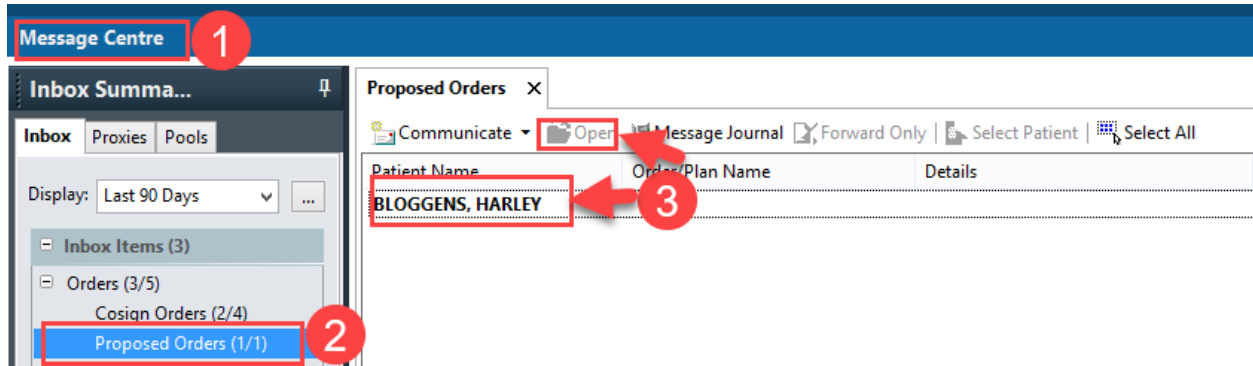 Message Centre
1
Inbox Summa...
Inbox Proxies Pools
Display: Last 90 Days ...
Inbox Items (3)
Orders (3/5)
Cosign Orders (2/4)
Proposed Orders (1/1)
2
Proposed Orders X
Communicate Open Message Journal Forward Only | Select Patient | Select All
Patient Name Order/Plan Name Details
BLOGGENS, HARLEY
3